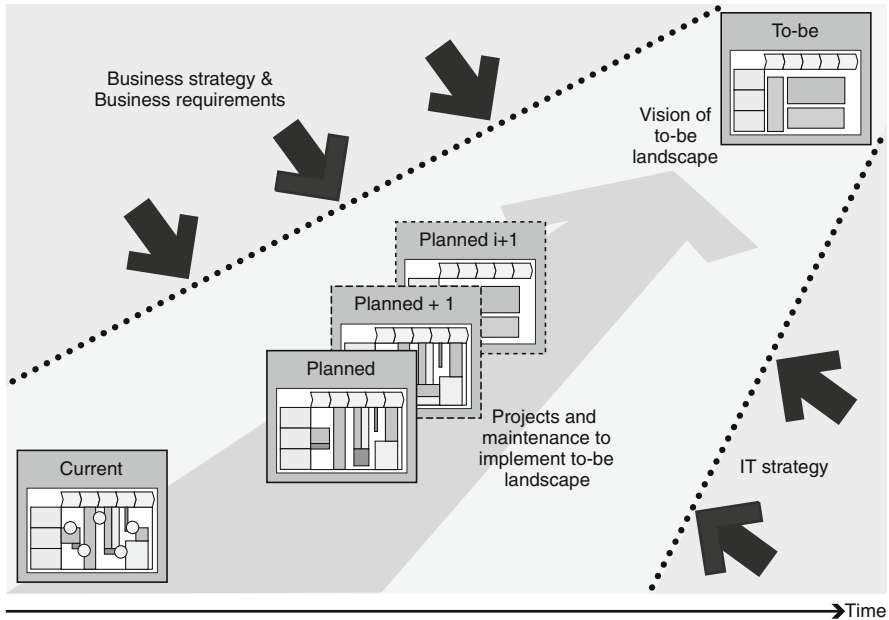 To-be
Business strategy &
Business requirements
Vision of
to-be
landscape
Planned i+1
Planned + 1
Planned
Projects and
maintenance to
implement to-be
landscape
Current
IT strategy
Time